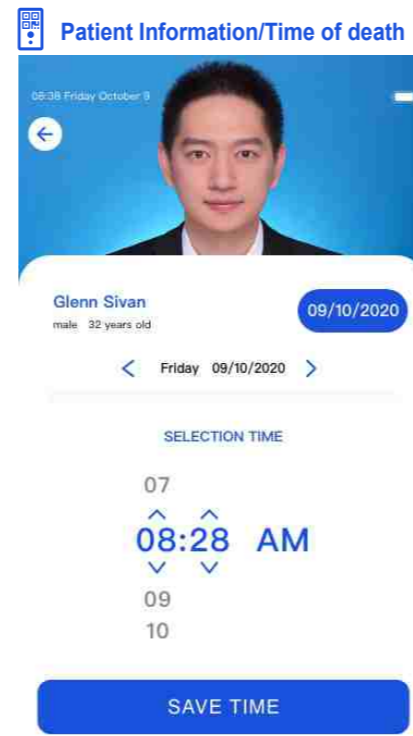 Patient Information/Time of death
08:38 Friday October 9
Glenn Sivan
male 32 years old
09/10/2020
Friday 09/10/2020
SELECTION TIME
07
08:28 AM
09
10
SAVE TIME